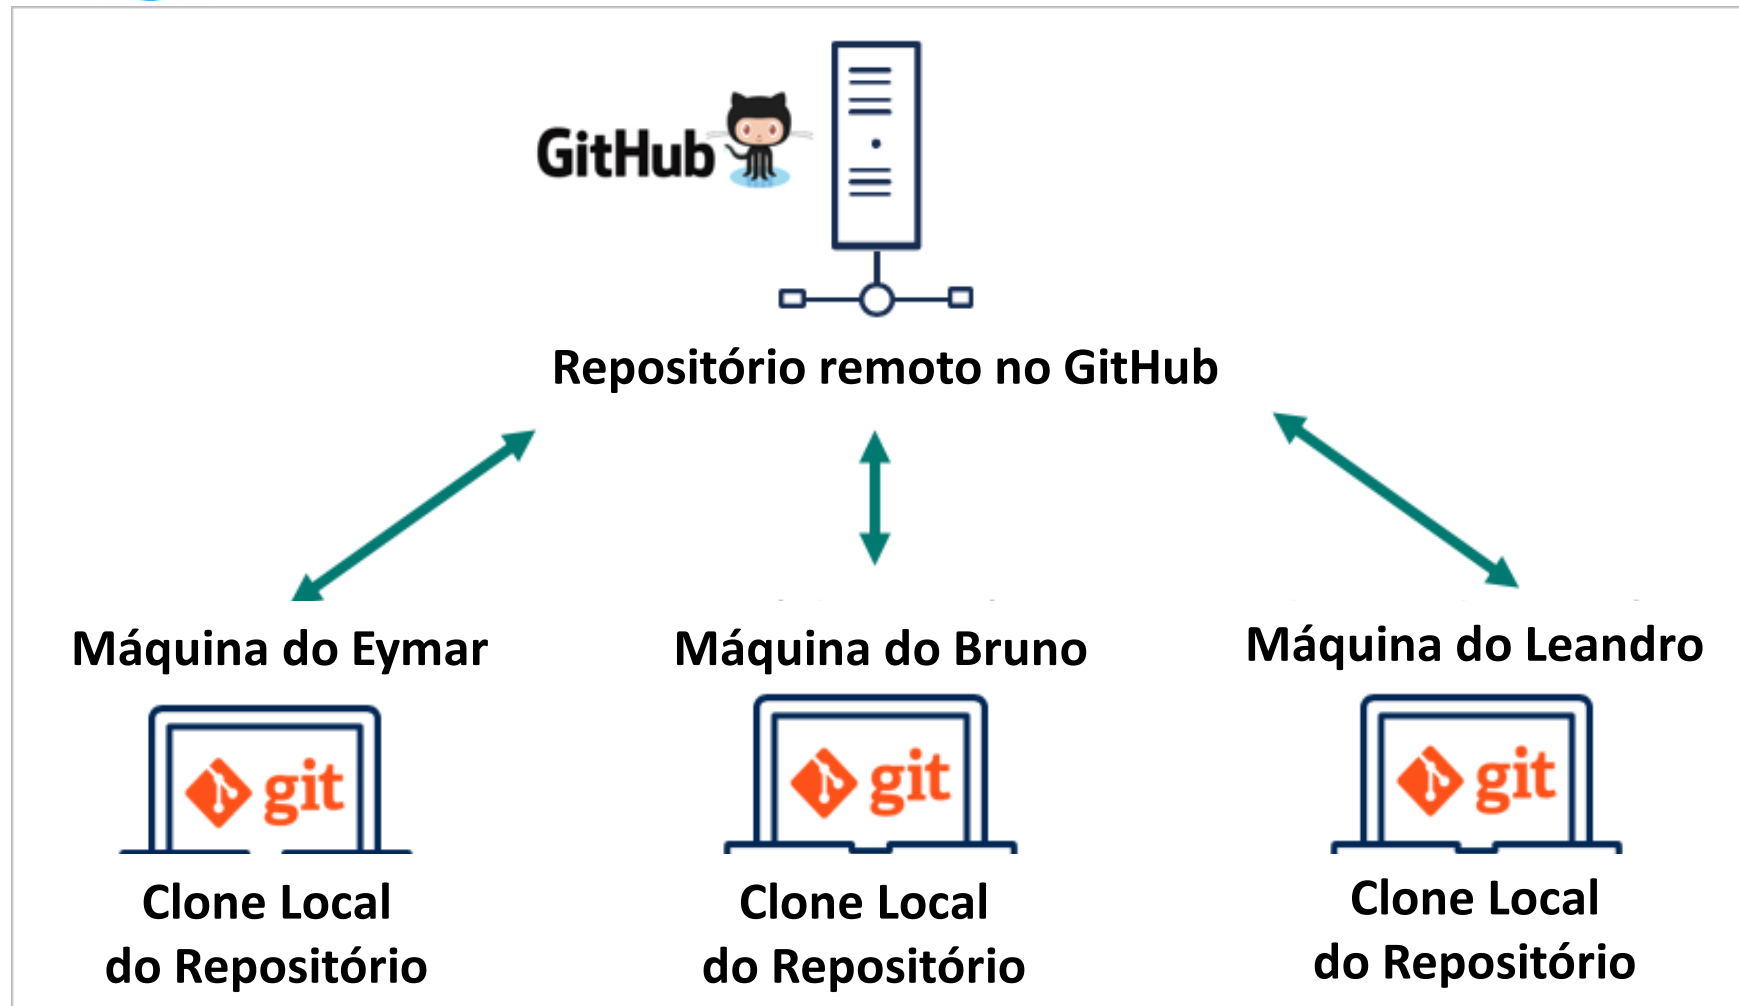 GitHub
Repositório remoto no GitHub
Máquina do Eymar
Máquina do Bruno
Máquina do Leandro
git
git
git
Clone Local
do Repositório
Clone Local
do Repositório
Clone Local
do Repositório